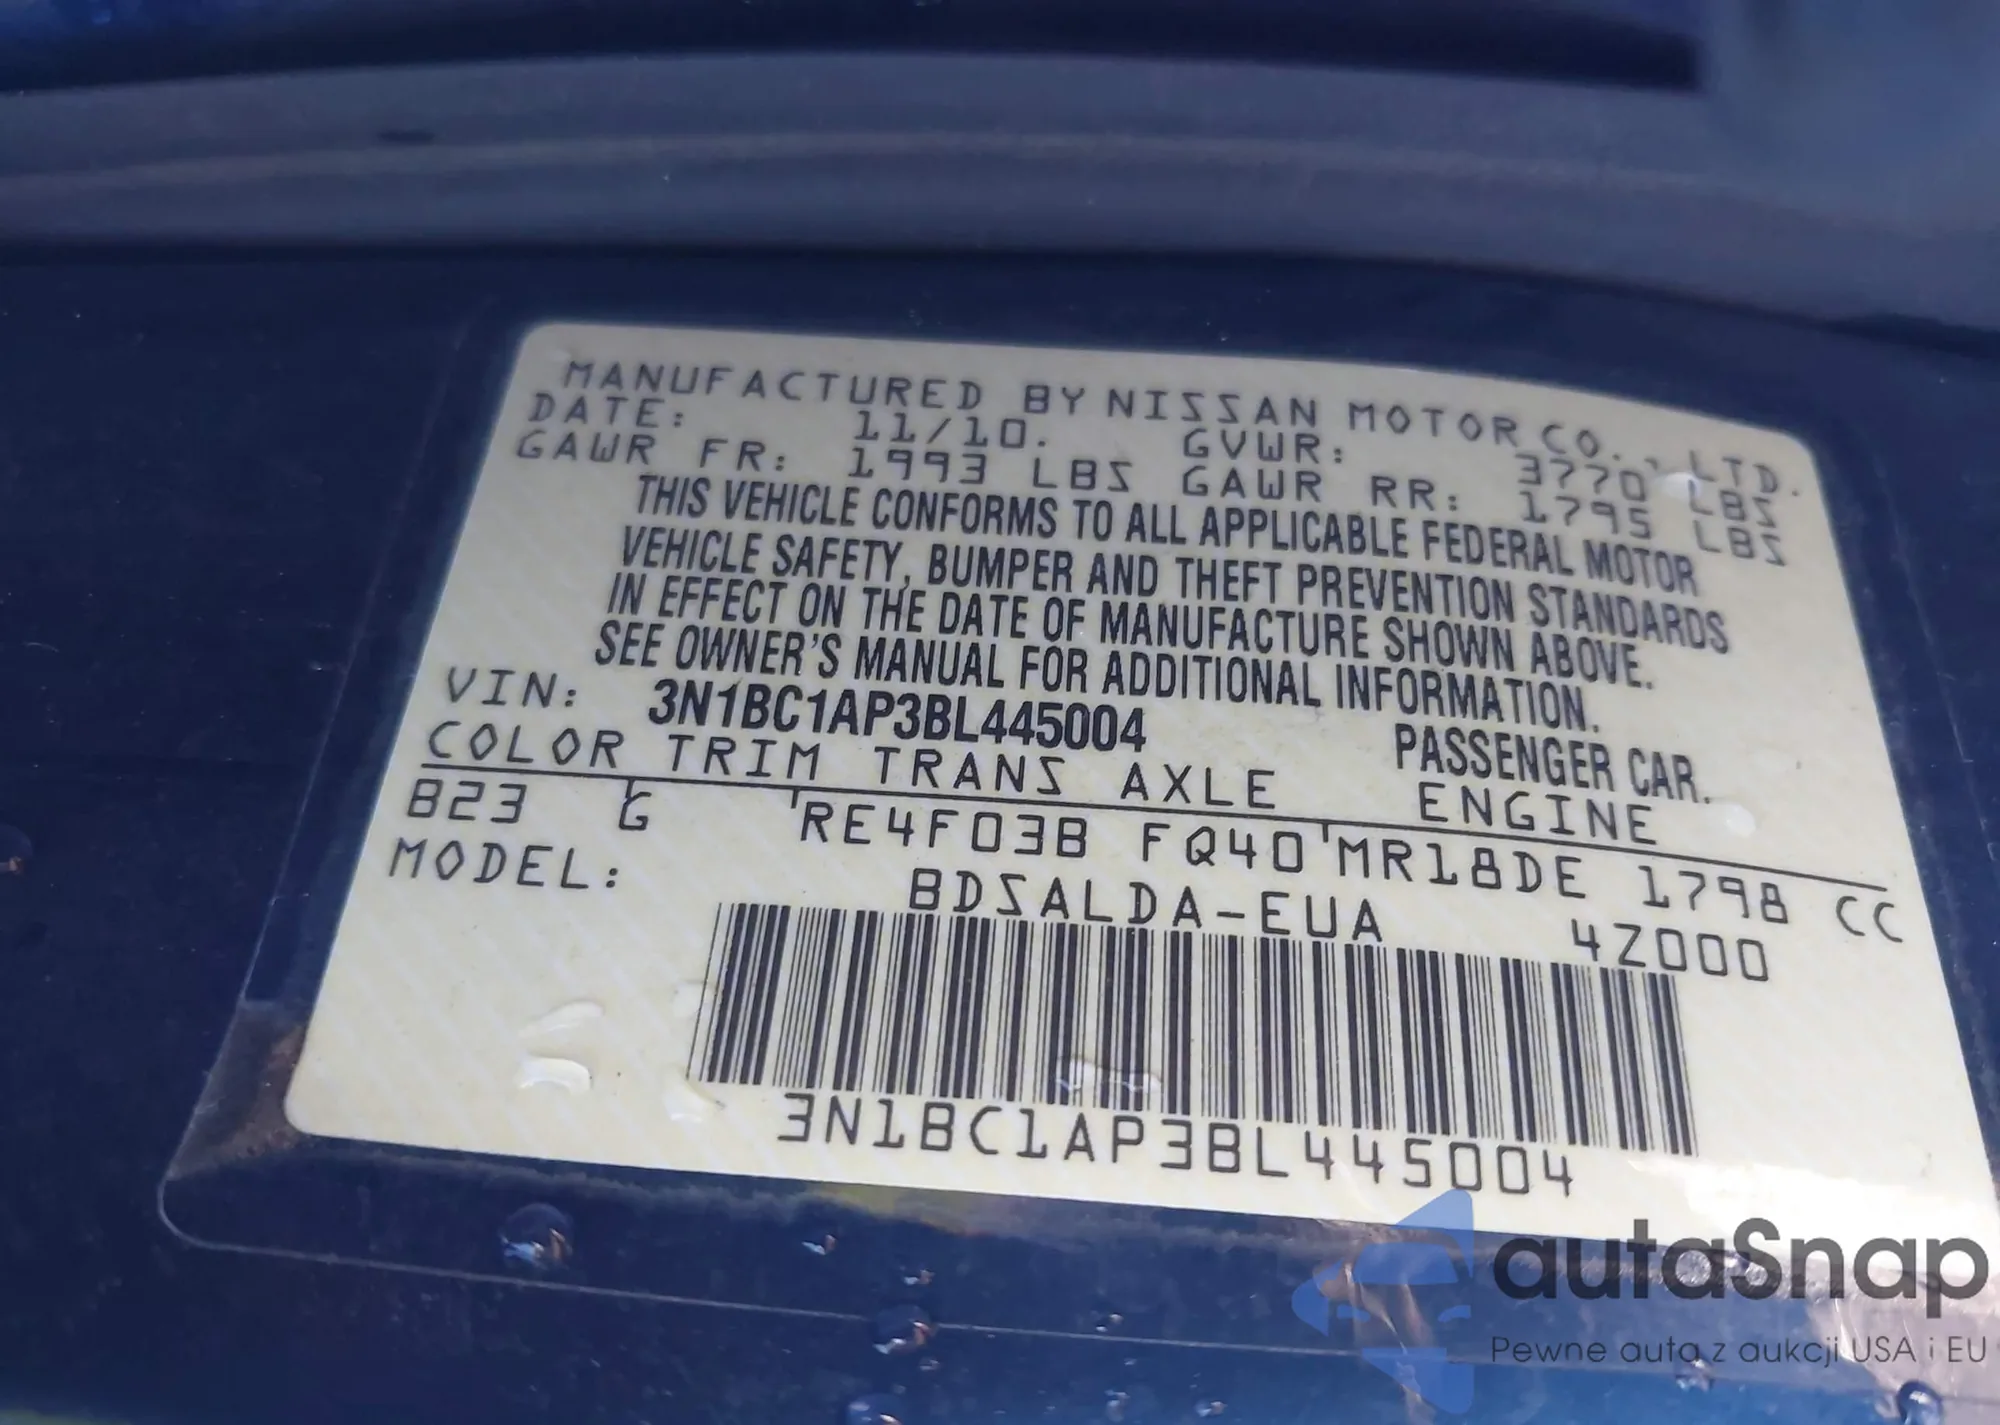 MANUFACTURED BY NISSAN MOTOR CO., LTD.
DATE: 11/10. GVWR: 3770 LBS
GAWR FR: 1993 LBS GAWR RR: 1795 LBS
THIS VEHICLE CONFORMS TO ALL APPLICABLE FEDERAL MOTOR
VEHICLE SAFETY, BUMPER AND THEFT PREVENTION STANDARDS
IN EFFECT ON THE DATE OF MANUFACTURE SHOWN ABOVE.
SEE OWNER'S MANUAL FOR ADDITIONAL INFORMATION.
VIN: 3N1BC1AP3BL445004 PASSENGER CAR.
COLOR TRIM TRANS AXLE ENGINE
B23 G RE4F03B FQ40 MR18DE 1798 CC
MODEL: BDSALDA-EUA 4Z000
3N1BC1AP3BL445004
autaSnap
Pewne auta z aukcji USA i EU